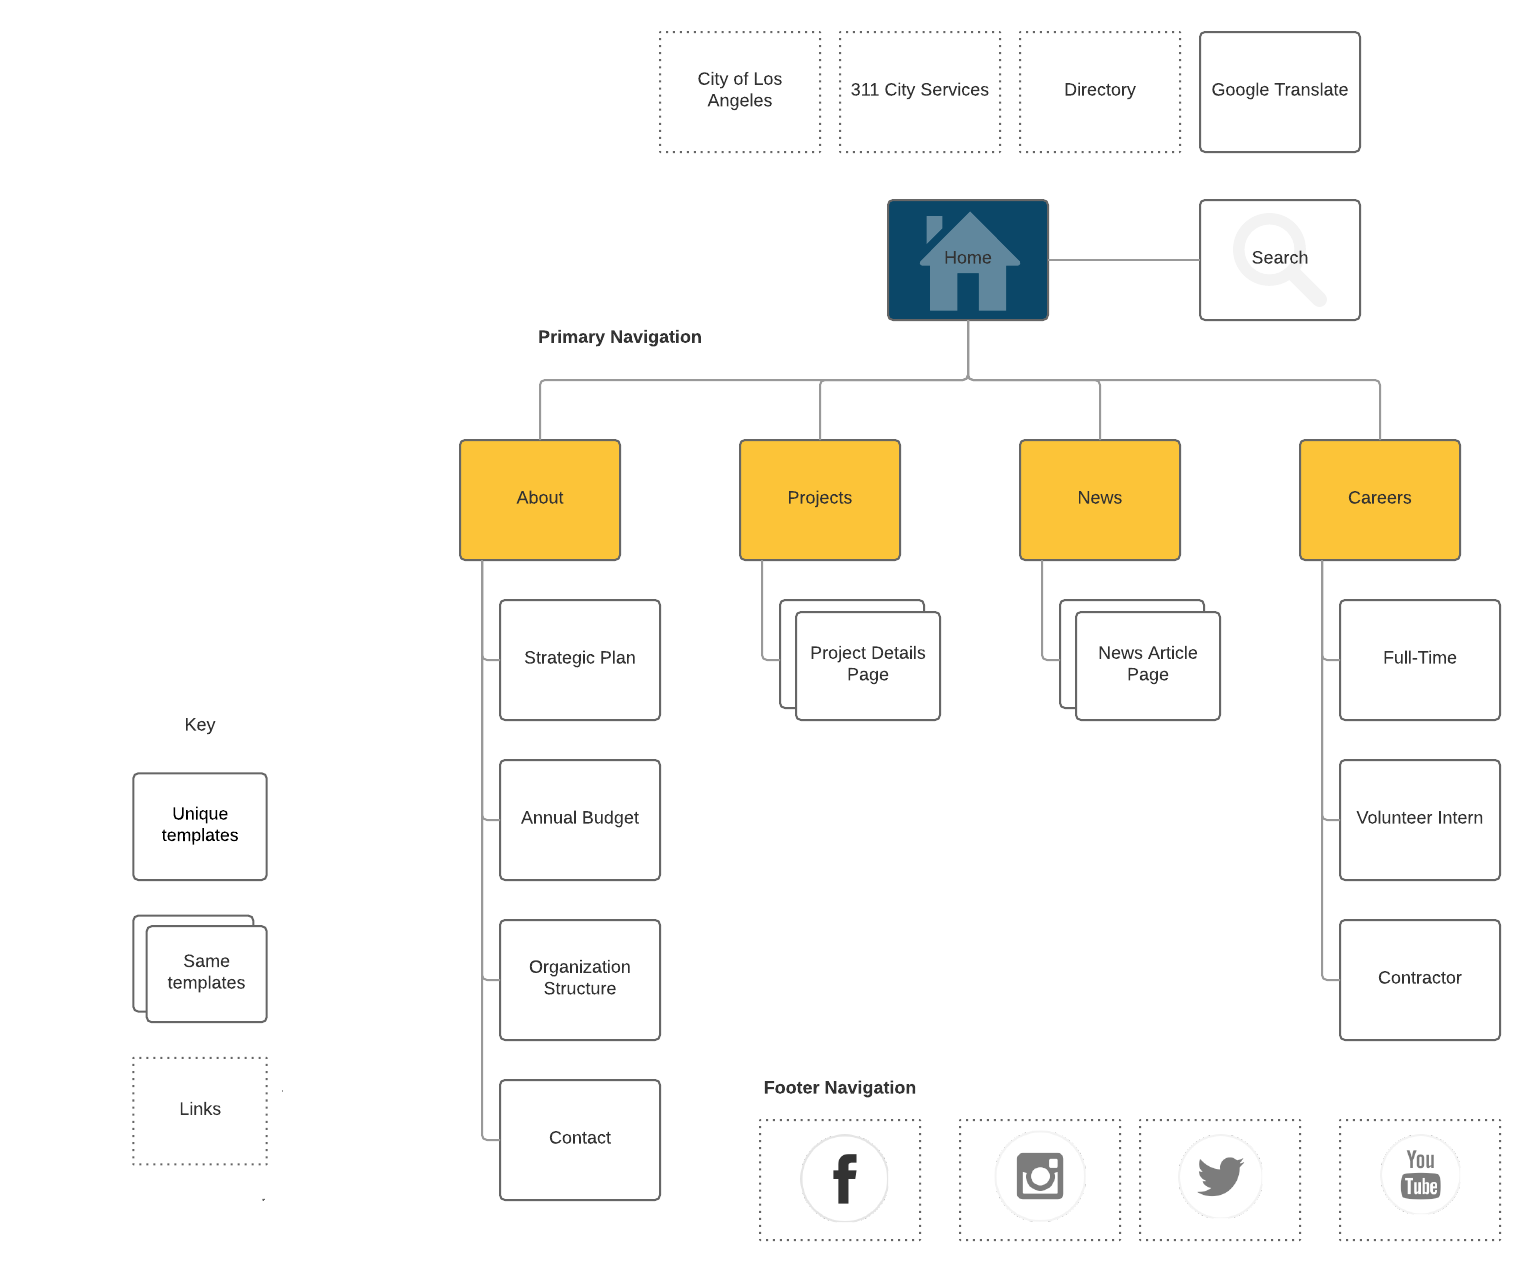 City of Los
Angeles
311 City Services
Directory
Google Translate
Home
Search
Primary Navigation
About
Projects
News
Careers
Strategic Plan
Project Details
Page
News Article
Page
Full-Time
Key
Unique
templates
Annual Budget
Volunteer Intern
Same
templates
Organization
Structure
Contractor
Links
Contact
Footer Navigation
You
Tube